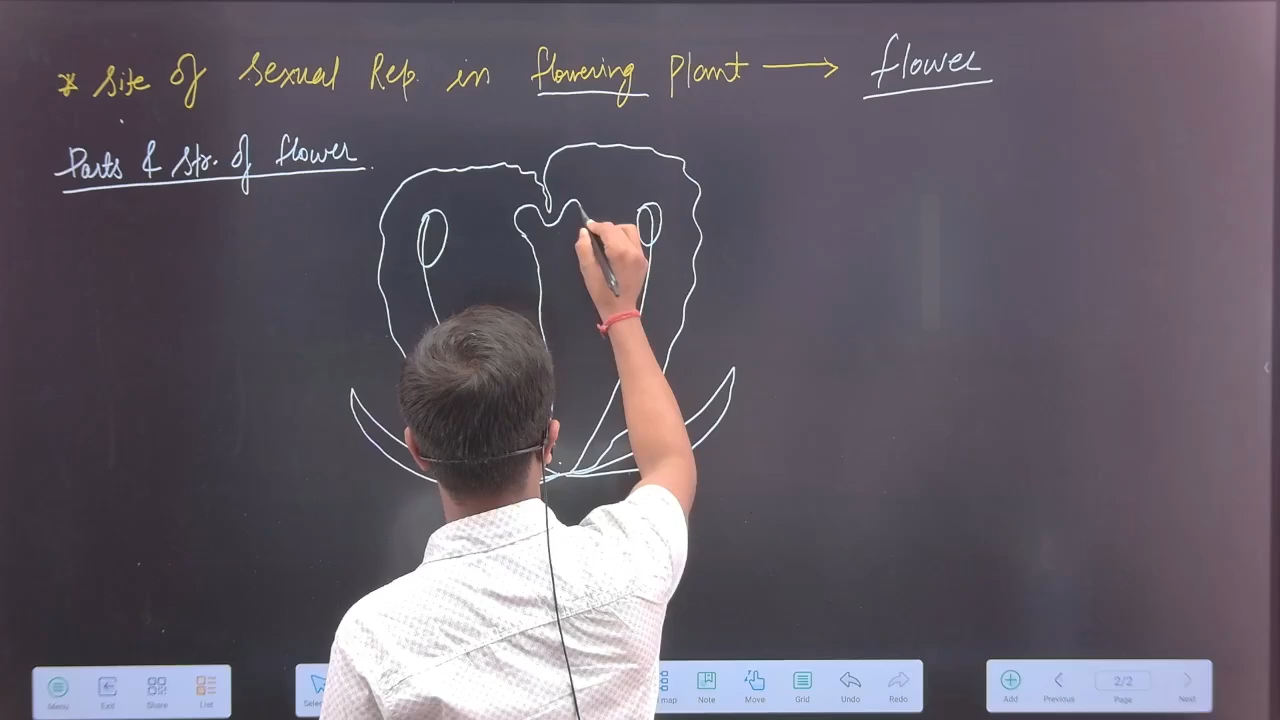 * Site of sexual Rep. in flowering Plant → flower
Parts & Str. of flower
Menu Exit Share List
map Note Move Grid Undo Redo
Add Previous 2/2 Page Next